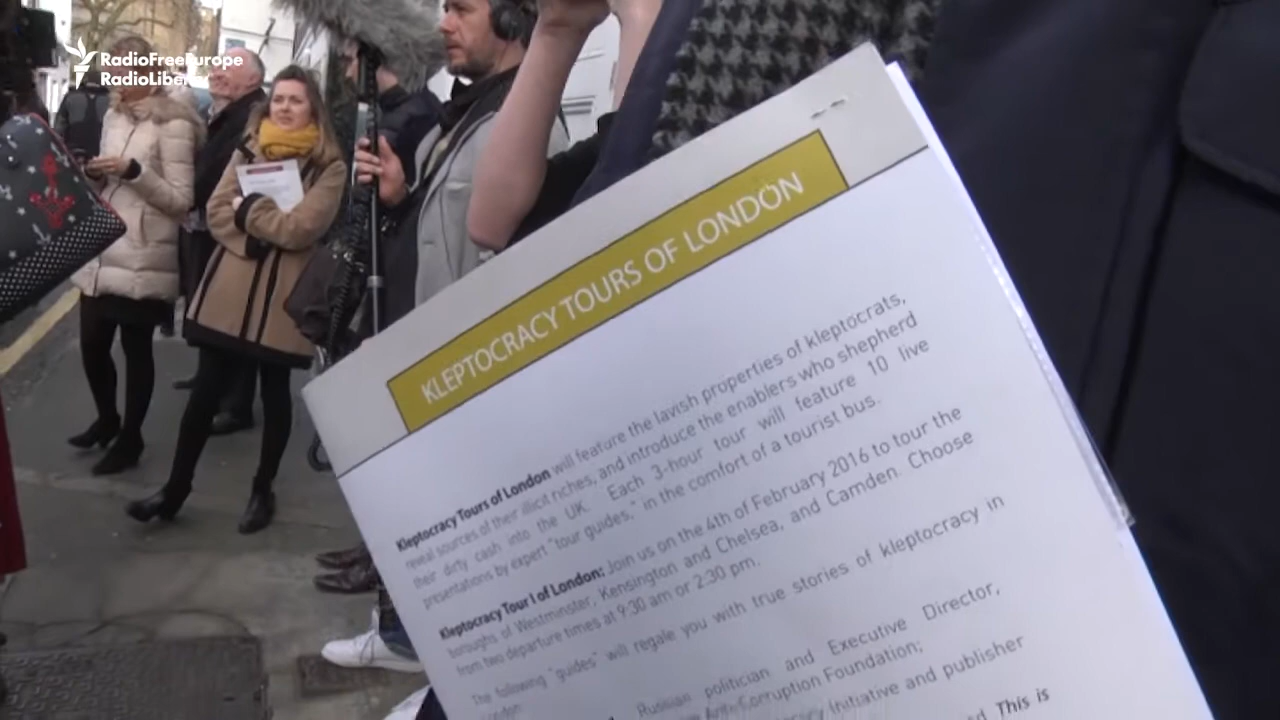 RadioFreeEurope
RadioLiberty
KLEPTOCRACY TOURS OF LONDON
Kleptocracy Tours of London will feature the lavish properties of kleptocrats,
reveal sources of their illicit riches, and introduce the enablers who shepherd
their dirty cash into the UK. Each 3-hour tour will feature 10 live
presentations by expert "tour guides," in the comfort of a tourist bus.
Kleptocracy Tour I of London: Join us on the 4th of February 2016 to tour the
boroughs of Westminster, Kensington and Chelsea, and Camden. Choose
from two departure times at 9:30 am or 2:30 pm.
The following "guides" will regale you with true stories of kleptocracy in
London:
Russian politician and Executive Director,
Anti-Corruption Foundation;
Initiative and publisher
This is